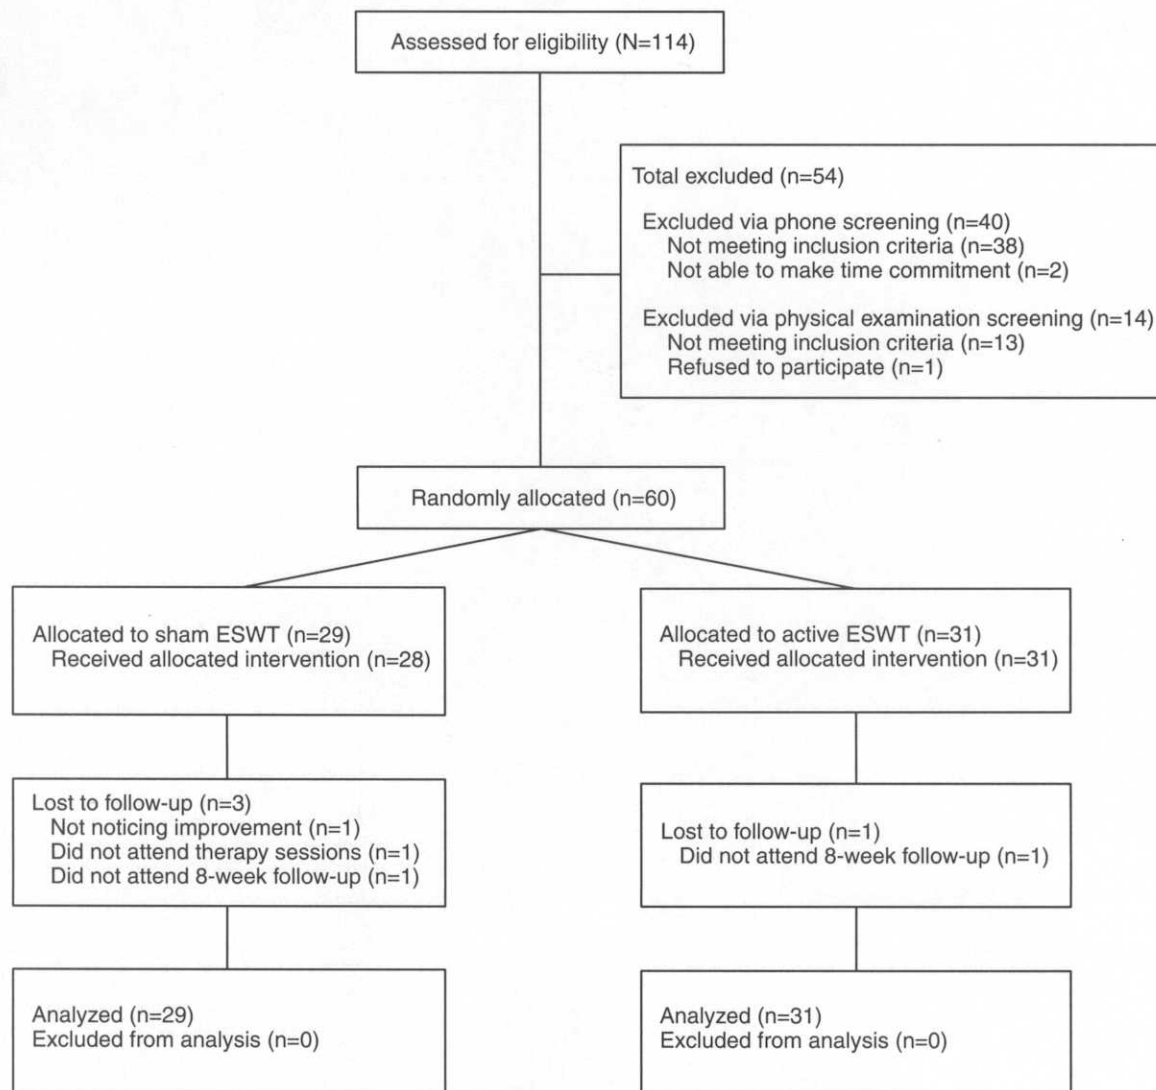 Assessed for eligibility (N=114)
Total excluded (n=54)
Excluded via phone screening (n=40)
Not meeting inclusion criteria (n=38)
Not able to make time commitment (n=2)
Excluded via physical examination screening (n=14)
Not meeting inclusion criteria (n=13)
Refused to participate (n=1)
Randomly allocated (n=60)
Allocated to sham ESWT (n=29)
Received allocated intervention (n=28)
Allocated to active ESWT (n=31)
Received allocated intervention (n=31)
Lost to follow-up (n=3)
Not noticing improvement (n=1)
Did not attend therapy sessions (n=1)
Did not attend 8-week follow-up (n=1)
Lost to follow-up (n=1)
Did not attend 8-week follow-up (n=1)
Analyzed (n=29)
Excluded from analysis (n=0)
Analyzed (n=31)
Excluded from analysis (n=0)